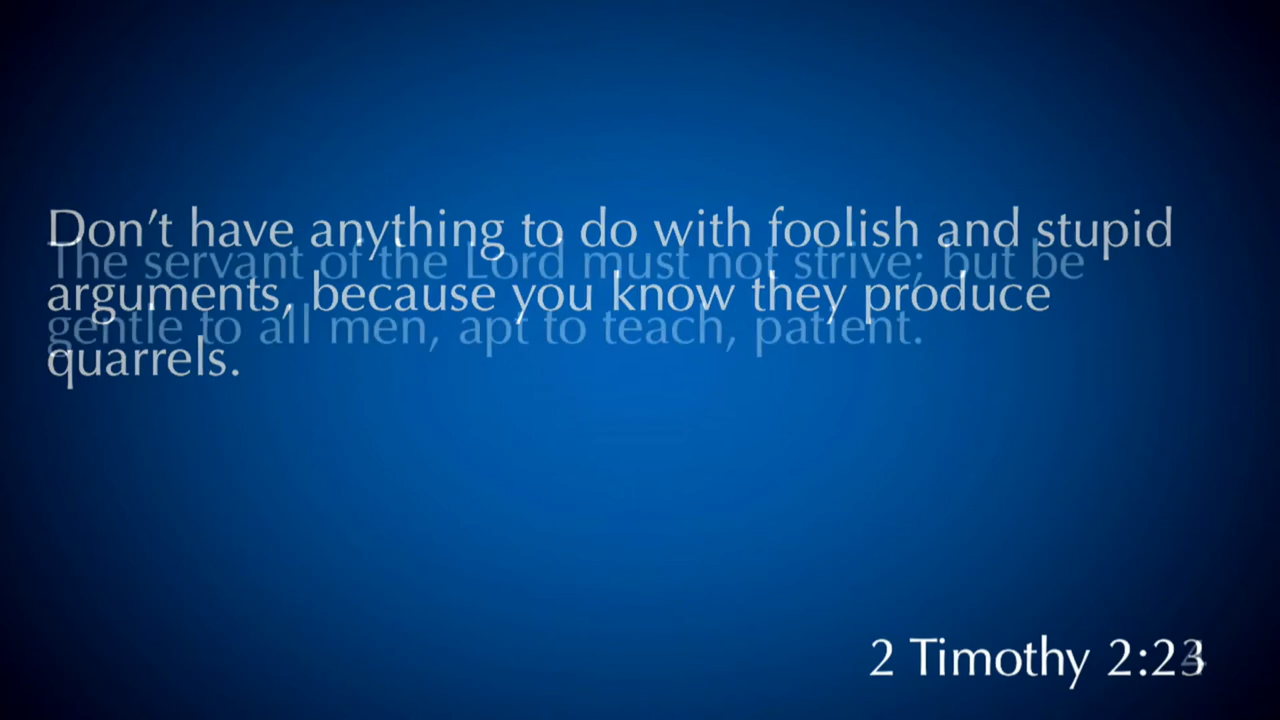 Don't have anything to do with foolish and stupid
The servant of the Lord must not strive; but be
arguments, because you know they produce
gentle to all men, apt to teach, patient.
quarrels.
2 Timothy 2:23